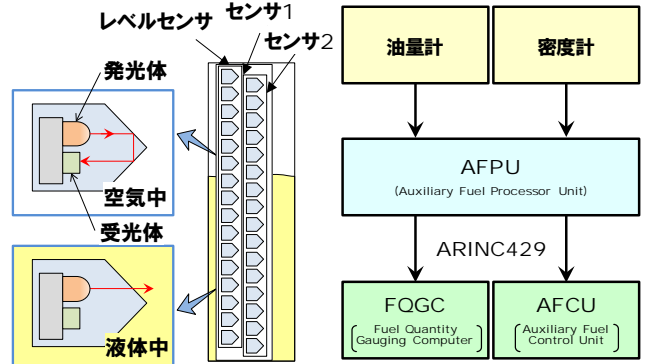 レベルセンサ
センサ1
センサ2
発光体
空気中
受光体
液体中
油量計
密度計
AFPU
(Auxiliary Fuel Processor Unit)
ARINC429
FQGC
Fuel Quantity
Gauging Computer
AFCU
Auxiliary Fuel
Control Unit